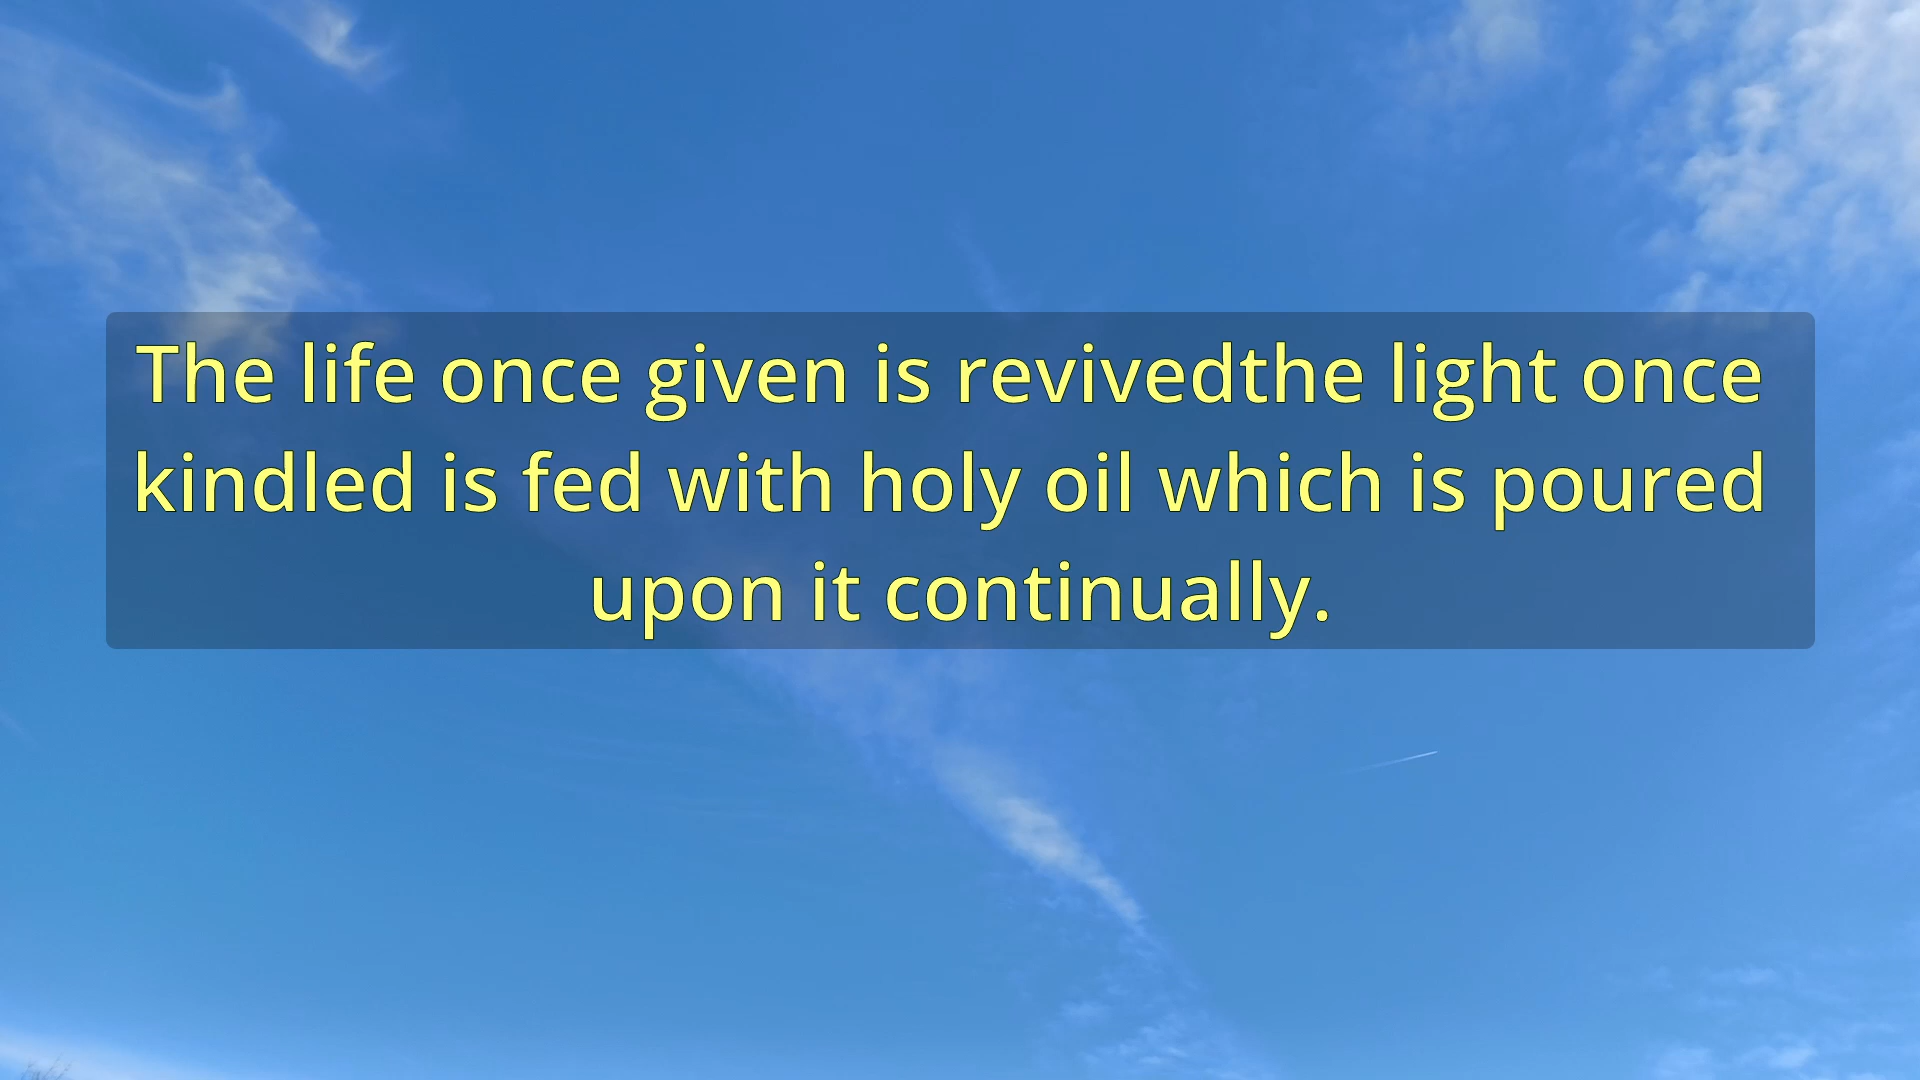 The life once given is revivedthe light once
kindled is fed with holy oil which is poured
upon it continually.